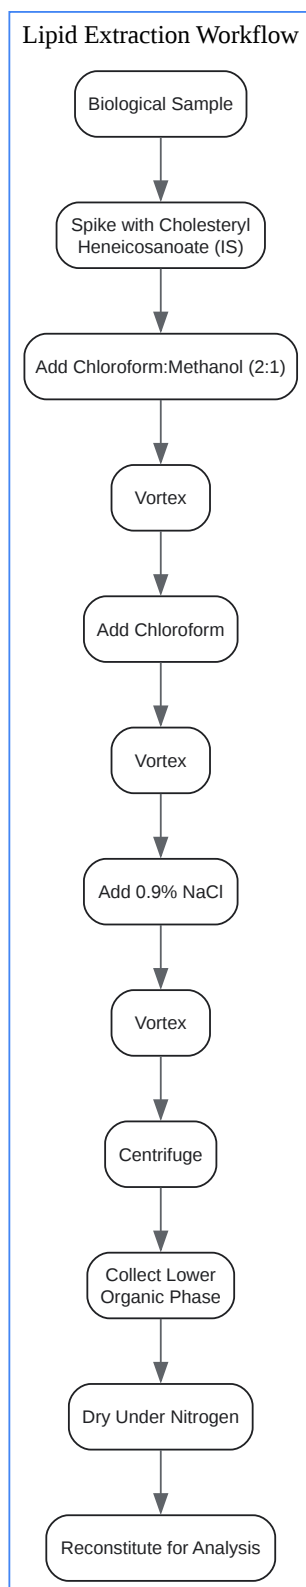 Lipid Extraction Workflow
Biological Sample
Spike with Cholesteryl
Heneicosanoate (IS)
Add Chloroform:Methanol (2:1)
Vortex
Add Chloroform
Vortex
Add 0.9% NaCl
Vortex
Centrifuge
Collect Lower
Organic Phase
Dry Under Nitrogen
Reconstitute for Analysis